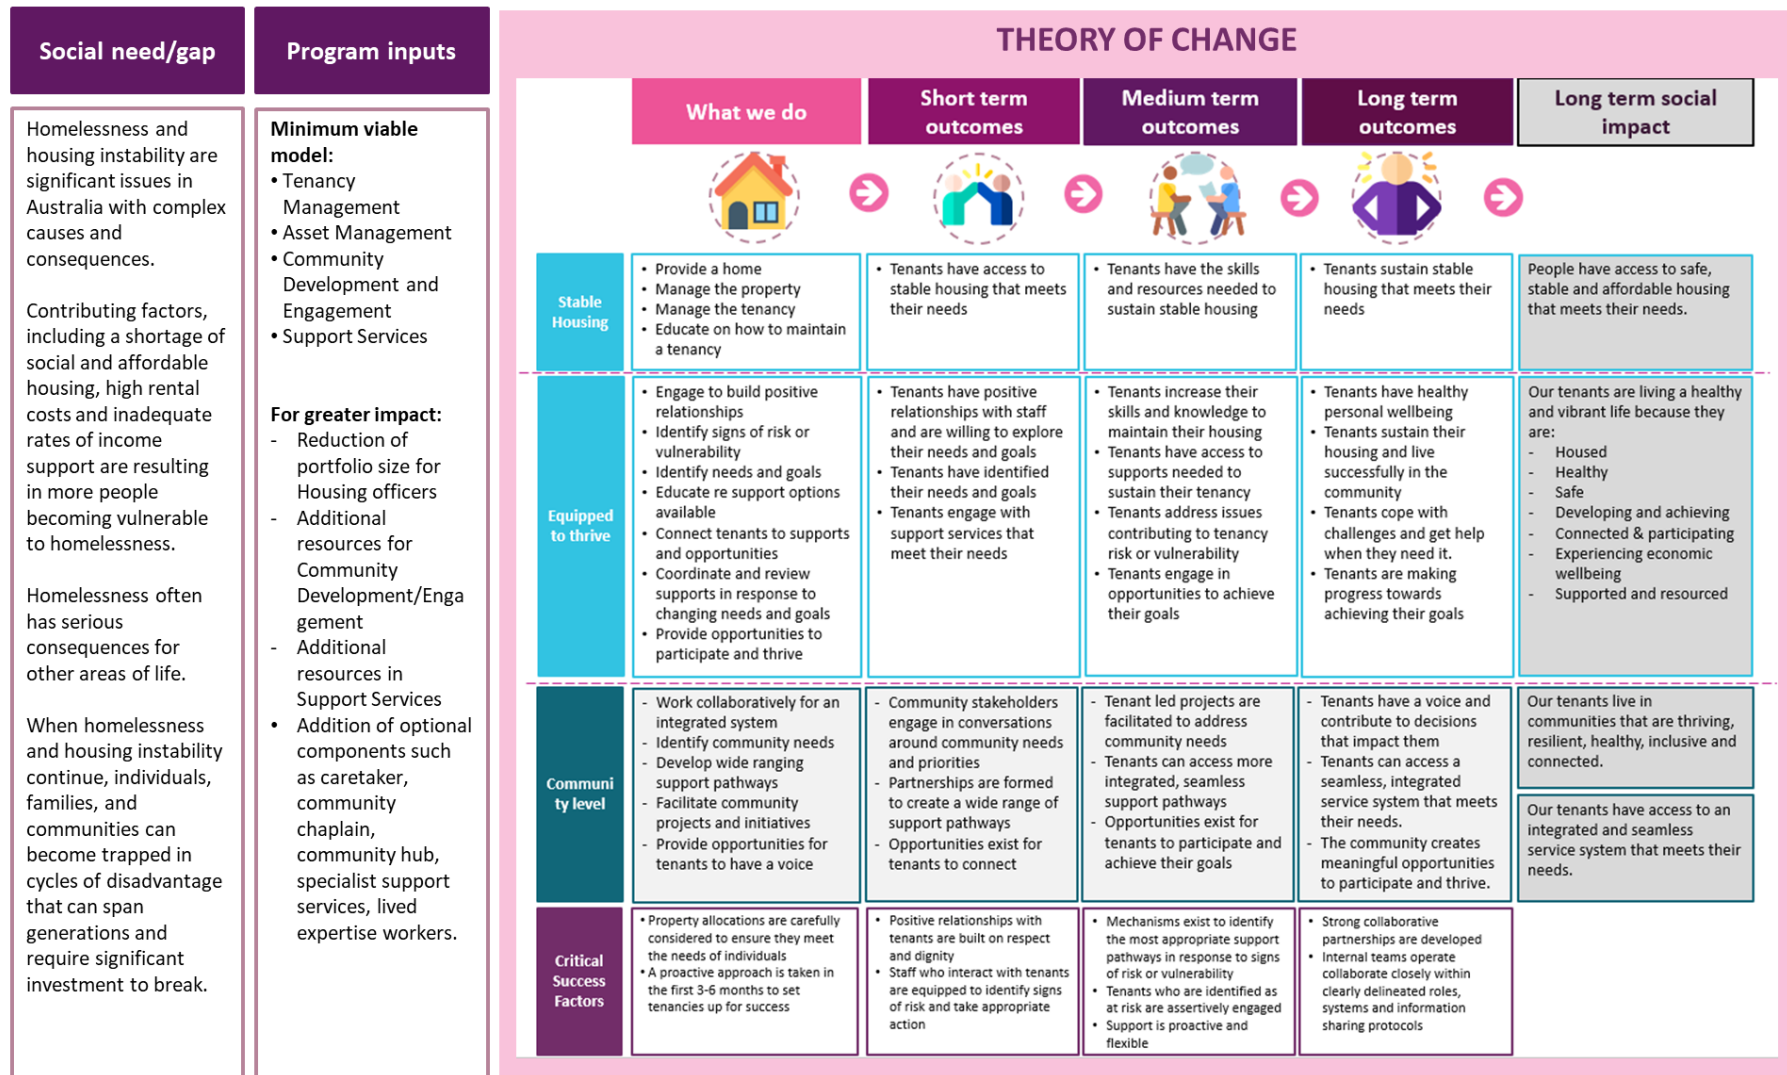 Social need/gap
Homelessness and
housing instability are
significant issues in
Australia with complex
causes and
consequences.
Contributing factors,
including a shortage of
social and affordable
housing, high rental
costs and inadequate
rates of income
support are resulting
in more people
becoming vulnerable
to homelessness.
Homelessness often
has serious
consequences for
other areas of life.
When homelessness
and housing instability
continue, individuals,
families, and
communities can
become trapped in
cycles of disadvantage
that can span
generations and
require significant
investment to break.
Program inputs
Minimum viable
model:
• Tenancy
Management
• Asset Management
• Community
Development and
Engagement
• Support Services
For greater impact:
- Reduction of
portfolio size for
Housing officers
- Additional
resources for
Community
Development/Enga
gement
- Additional
resources in
Support Services
• Addition of optional
components such
as caretaker,
community
chaplain,
community hub,
specialist support
services, lived
expertise workers.
THEORY OF CHANGE
What we do
Short term
outcomes
Medium term
outcomes
Long term
outcomes
Long term social
impact
Stable
Housing
• Provide a home
• Manage the property
• Manage the tenancy
• Educate on how to maintain
a tenancy
• Tenants have access to
stable housing that meets
their needs
• Tenants have the skills
and resources needed to
sustain stable housing
• Tenants sustain stable
housing that meets their
needs
People have access to safe,
stable and affordable housing
that meets their needs.
Equipped
to thrive
• Engage to build positive
relationships
• Identify signs of risk or
vulnerability
• Identify needs and goals
• Educate re support options
available
• Connect tenants to supports
and opportunities
• Coordinate and review
supports in response to
changing needs and goals
• Provide opportunities to
participate and thrive
• Tenants have positive
relationships with staff
and are willing to explore
their needs and goals
• Tenants have identified
their needs and goals
• Tenants engage with
support services that
meet their needs
• Tenants increase their
skills and knowledge to
maintain their housing
• Tenants have access to
supports needed to
sustain their tenancy
• Tenants address issues
contributing to tenancy
risk or vulnerability
• Tenants engage in
opportunities to achieve
their goals
• Tenants have healthy
personal wellbeing
• Tenants sustain their
housing and live
successfully in the
community
• Tenants cope with
challenges and get help
when they need it.
• Tenants are making
progress towards
achieving their goals
Our tenants are living a healthy
and vibrant life because they
are:
- Housed
- Healthy
- Safe
- Developing and achieving
- Connected & participating
- Experiencing economic
wellbeing
- Supported and resourced
Communi
ty level
- Work collaboratively for an
integrated system
- Identify community needs
- Develop wide ranging
support pathways
- Facilitate community
projects and initiatives
- Provide opportunities for
tenants to have a voice
- Community stakeholders
engage in conversations
around community needs
and priorities
- Partnerships are formed
to create a wide range of
support pathways
- Opportunities exist for
tenants to connect
- Tenant led projects are
facilitated to address
community needs
- Tenants can access more
integrated, seamless
support pathways
- Opportunities exist for
tenants to participate and
achieve their goals
- Tenants have a voice and
contribute to decisions
that impact them
- Tenants can access a
seamless, integrated
service system that meets
their needs.
- The community creates
meaningful opportunities
to participate and thrive.
Our tenants live in
communities that are thriving,
resilient, healthy, inclusive and
connected.
Our tenants have access to an
integrated and seamless
service system that meets their
needs.
Critical
Success
Factors
• Property allocations are carefully
considered to ensure they meet
the needs of individuals
• A proactive approach is taken in
the first 3-6 months to set
tenancies up for success
• Positive relationships with
tenants are built on respect
and dignity
• Staff who interact with tenants
are equipped to identify signs
of risk and take appropriate
action
• Mechanisms exist to identify
the most appropriate support
pathways in response to signs
of risk or vulnerability
• Tenants who are identified as
at risk are assertively engaged
• Support is proactive and
flexible
• Strong collaborative
partnerships are developed
• Internal teams operate
collaborate closely within
clearly delineated roles,
systems and information
sharing protocols